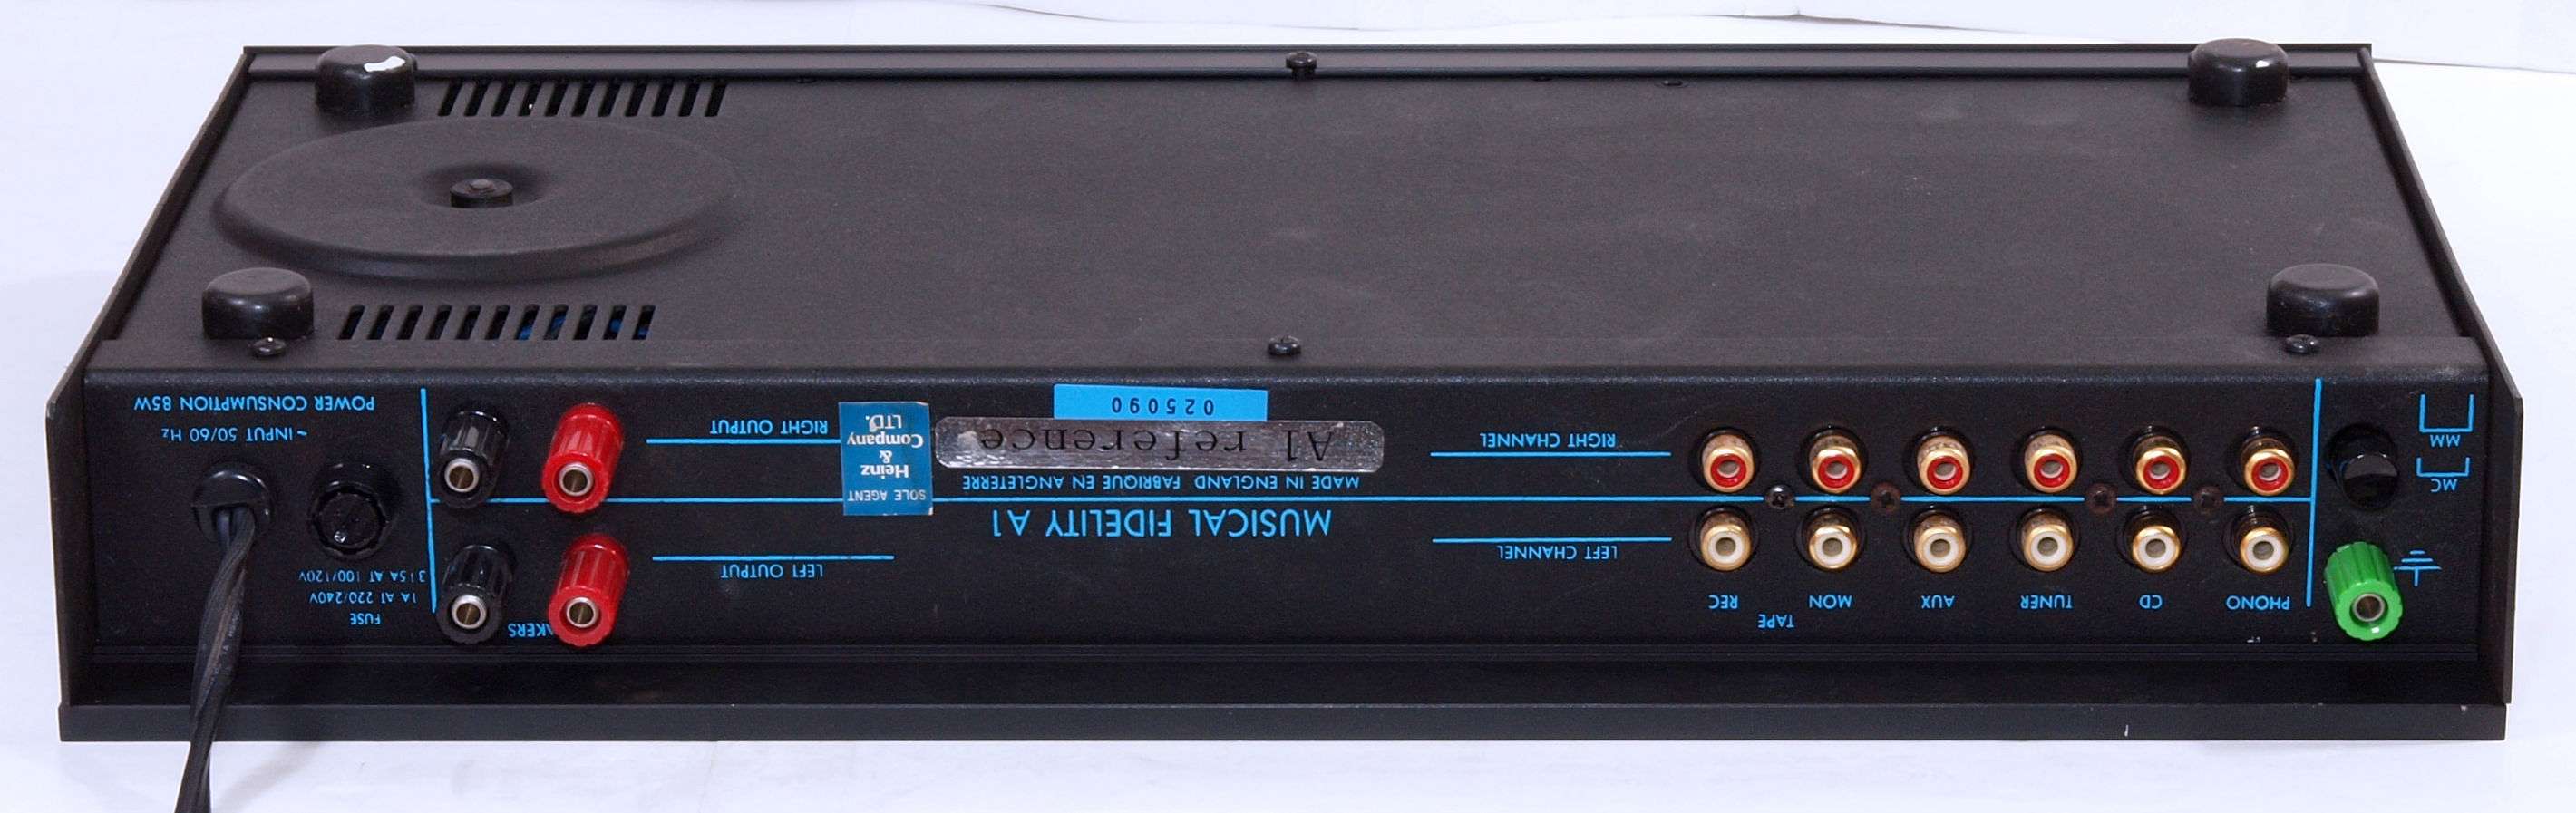 MM
MC
PHONO
CD
TUNER
AUX
MON
REC
TAPE
LEFT CHANNEL
RIGHT CHANNEL
MUSICAL FIDELITY A1
MADE IN ENGLAND FABRIQUE EN ANGLETERRE
A1 reference
025090
SOLE AGENT
Heinz
&
Company
LTD.
LEFT OUTPUT
RIGHT OUTPUT
FUSE
1A AT 220/240V
3.15A AT 100/120V
~ INPUT 50/60 Hz
POWER CONSUMPTION 85W